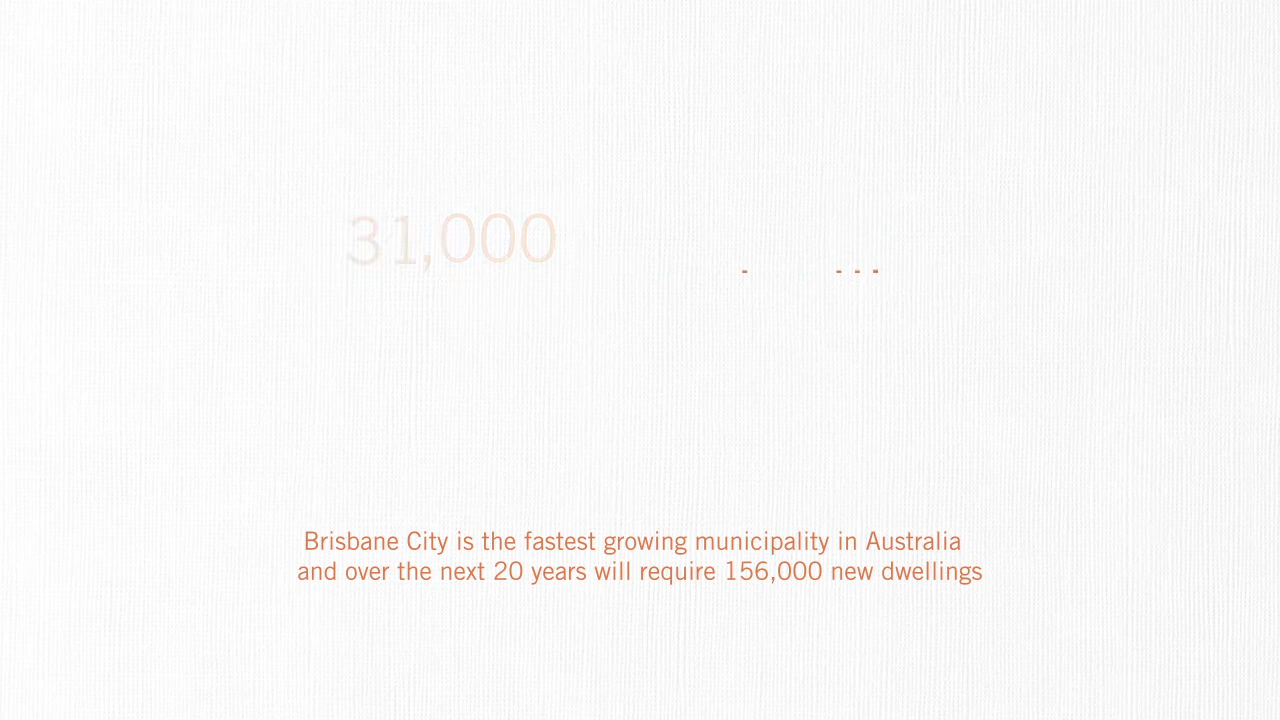 31,000
Brisbane City is the fastest growing municipality in Australia
and over the next 20 years will require 156,000 new dwellings